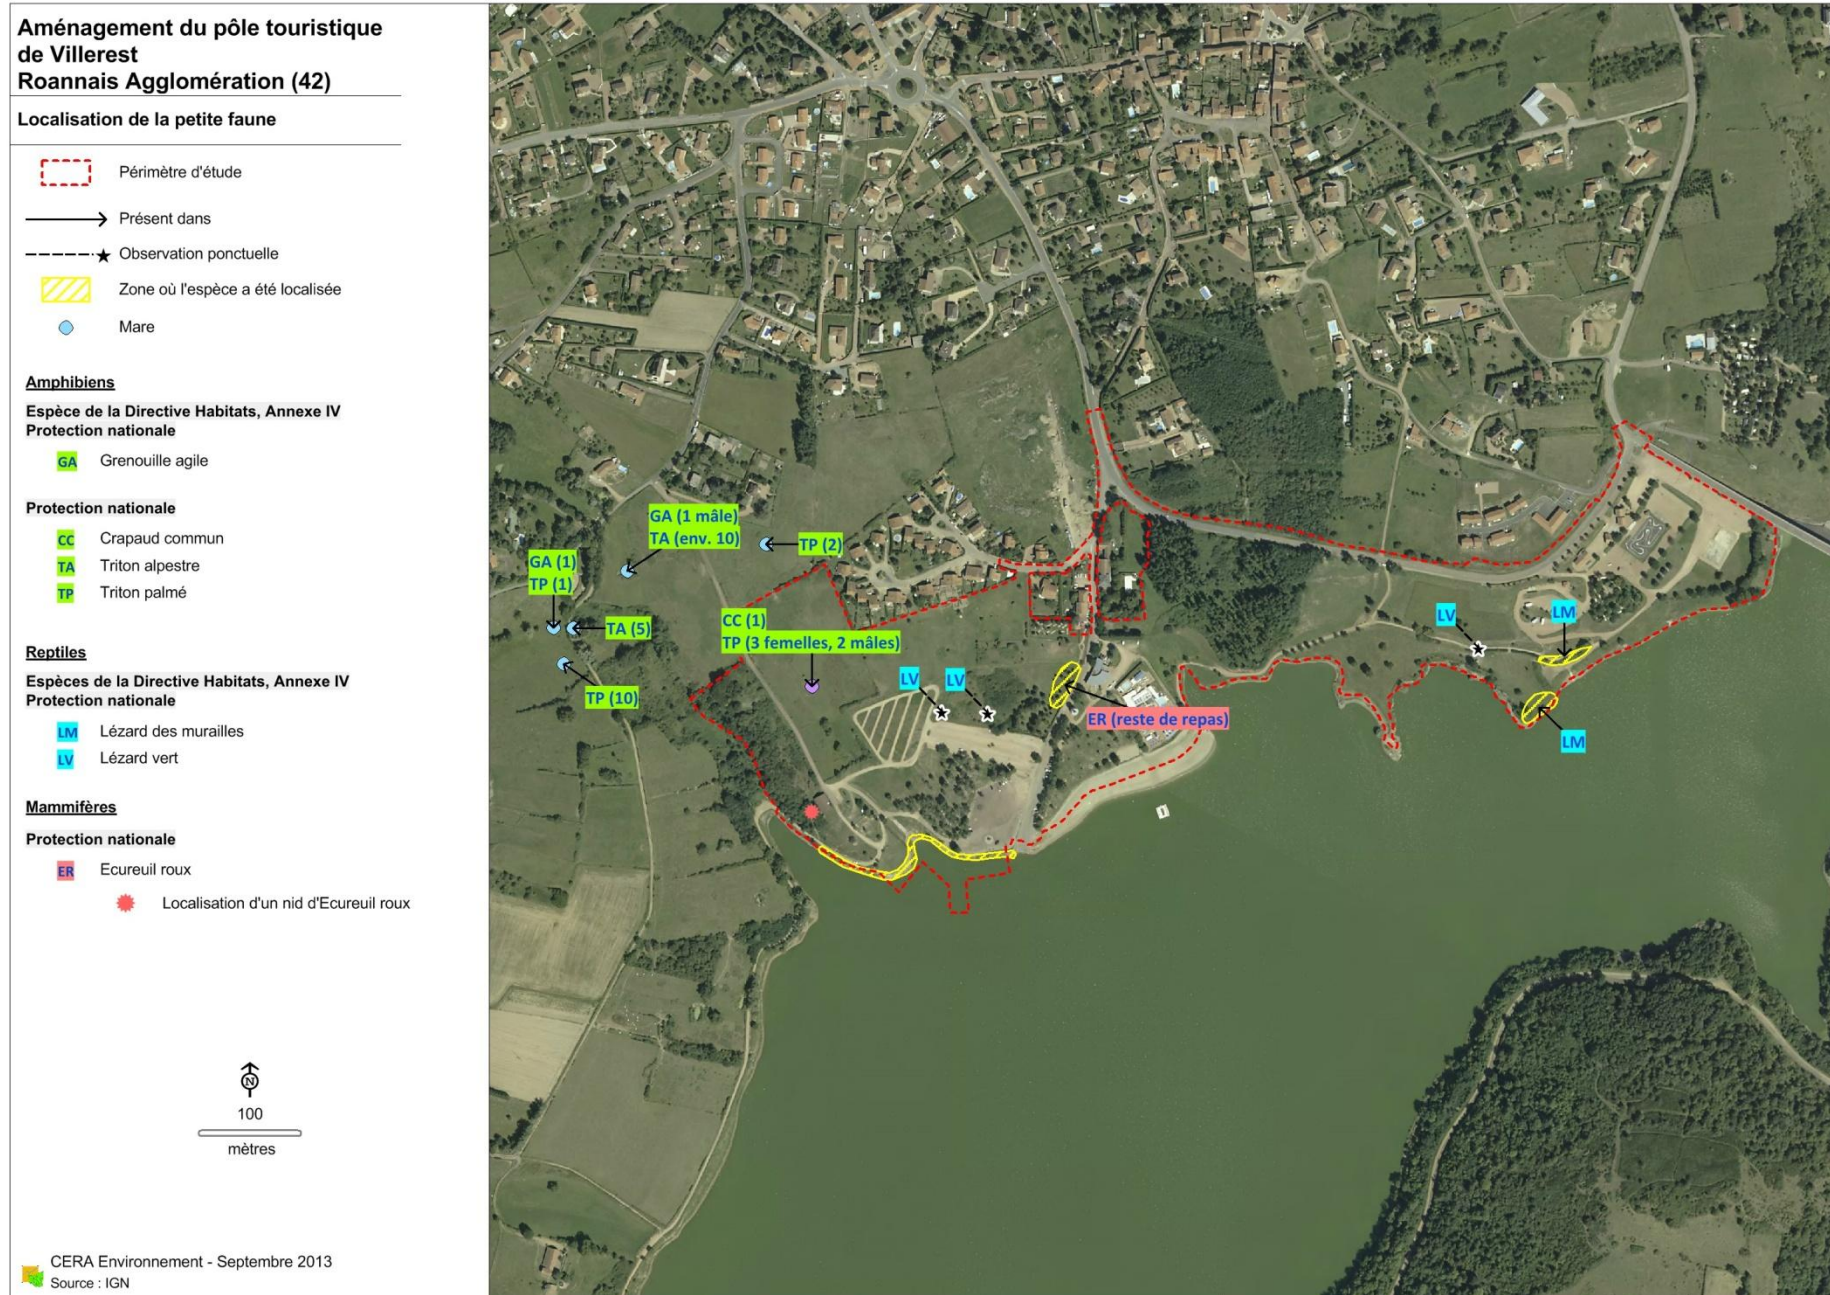 Aménagement du pôle touristique
de Villerest
Roannais Agglomération (42)
Localisation de la petite faune
Périmètre d'étude
Présent dans
Observation ponctuelle
Zone où l'espèce a été localisée
Mare
Amphibiens
Espèce de la Directive Habitats, Annexe IV
Protection nationale
GA Grenouille agile
Protection nationale
CC Crapaud commun
TA Triton alpestre
TP Triton palmé
Reptiles
Espèces de la Directive Habitats, Annexe IV
Protection nationale
LM Lézard des murailles
LV Lézard vert
Mammifères
Protection nationale
ER Ecureuil roux
Localisation d'un nid d'Ecureuil roux
N
100
mètres
CERA Environnement - Septembre 2013
Source : IGN
GA (1 mâle)
TA (env. 10)
TP (2)
GA (1)
TP (1)
TA (5)
TP (10)
CC (1)
TP (3 femelles, 2 mâles)
LV
LV
ER (reste de repas)
LV
LM
LM